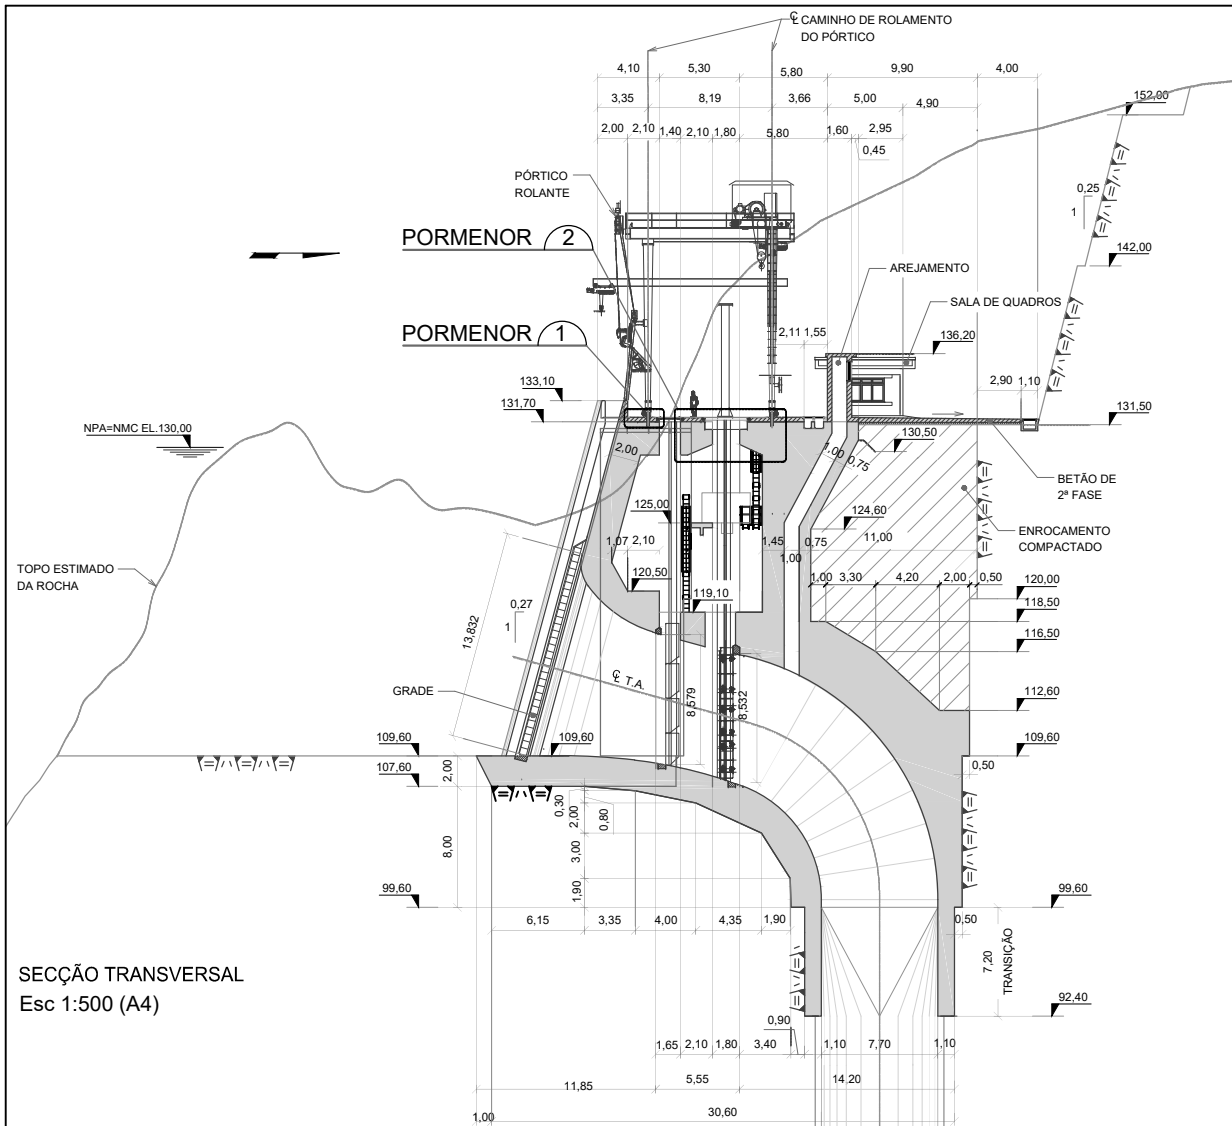 ℄ CAMINHO DE ROLAMENTO
DO PÓRTICO
4,10 5,30 5,80 9,90 4,00
3,35 8,19 3,66 5,00 4,90
2,00 2,10 1,40 2,10 1,80 5,80 1,60 2,95
0,45
152,00
PÓRTICO
ROLANTE
0,25
1
PORMENOR 2
142,00
AREJAMENTO
SALA DE QUADROS
PORMENOR 1
2,11 1,55
136,20
133,10
2,90 1,10
131,70
131,50
NPA=NMC EL.130,00
130,50
2,00
1,00 0,75
BETÃO DE
2ª FASE
125,00
124,60
ENROCAMENTO
COMPACTADO
1,07 2,10 1,45 0,75 11,00
1,00
TOPO ESTIMADO
DA ROCHA
120,50
1,00 3,30 4,20 2,00 0,50
120,00
119,10
0,27
1
118,50
13,832
116,50
℄ T.A.
GRADE
8,579
8,532
112,60
109,60
109,60
109,60
107,60
2,00
0,50
0,30
2,00
0,80
8,00
3,00
1,90
99,60
99,60
6,15 3,35 4,00 4,35 1,90
0,50
7,20
TRANSIÇÃO
SECÇÃO TRANSVERSAL
Esc 1:500 (A4)
92,40
0,90
1,65 2,10 1,80 3,40 1,10 7,70 1,10
11,85 5,55 14,20
1,00 30,60